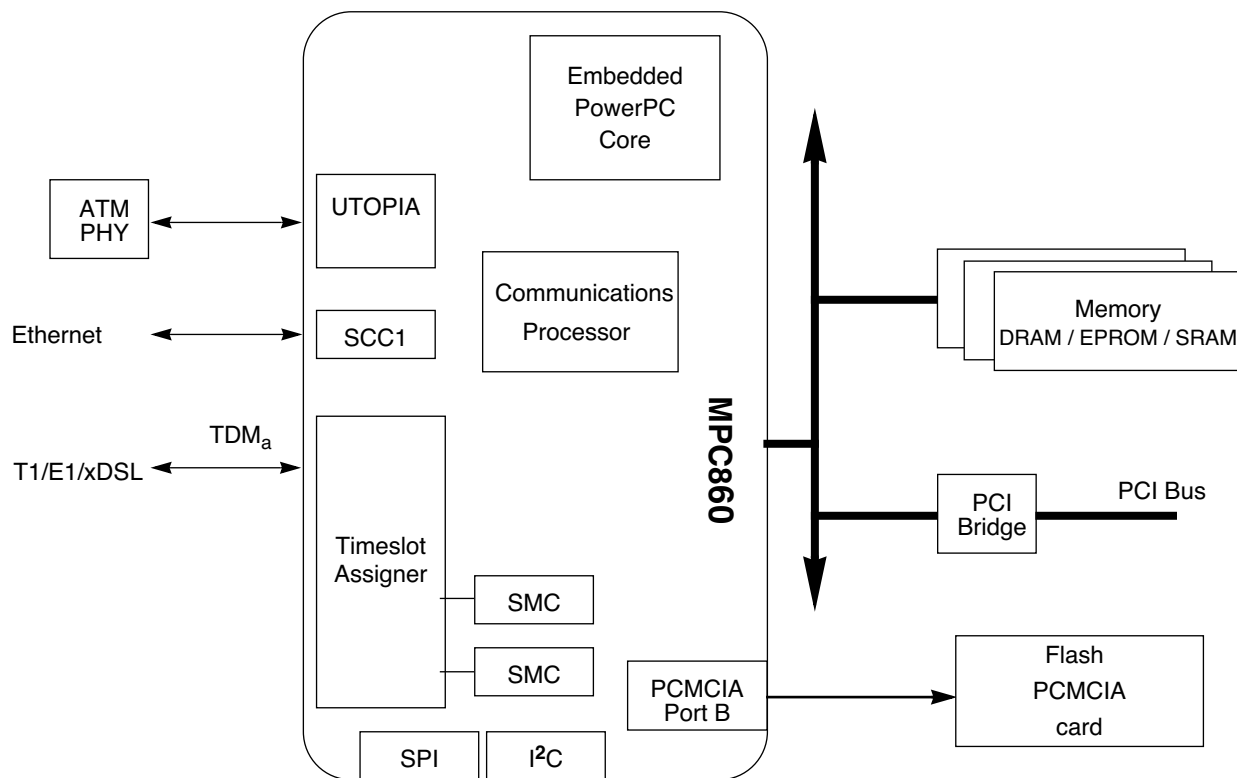 Embedded
PowerPC
Core
ATM
PHY
UTOPIA
Communications
Processor
Memory
DRAM / EPROM / SRAM
Ethernet
SCC1
MPC860
TDMa
T1/E1/xDSL
PCI Bus
PCI
Bridge
Timeslot
Assigner
SMC
SMC
PCMCIA
Port B
Flash
PCMCIA
card
SPI
I²C